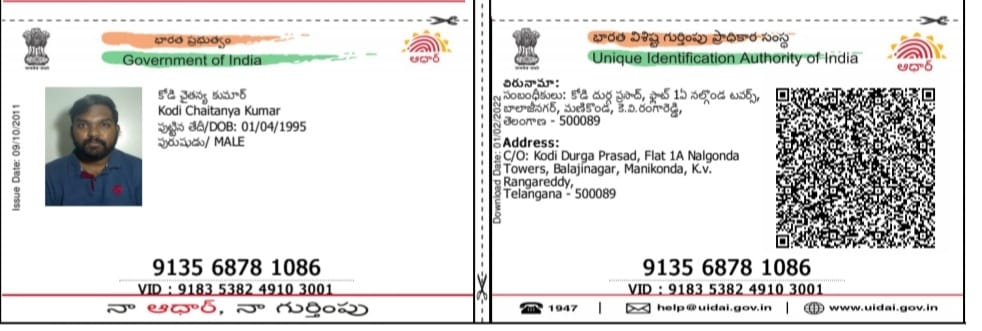 భారత ప్రభుత్వం
Government of India
ఆధార్
Issue Date: 09/10/2011
కోడి చైతన్య కుమార్
Kodi Chaitanya Kumar
పుట్టిన తేదీ/DOB: 01/04/1995
పురుషుడు/ MALE
9135 6878 1086
VID : 9183 5382 4910 3001
నా ఆధార్, నా గుర్తింపు
భారత విశిష్ట గుర్తింపు ప్రాధికార సంస్థ
Unique Identification Authority of India
ఆధార్
Download Date: 01/02/2022
చిరునామా:
సంబంధీకులు: కోడి దుర్గ ప్రసాద్, ఫ్లాట్ 1ఏ నల్గొండ టవర్స్,
బాలాజీనగర్, మణికొండ, కె.వి.రంగారెడ్డి,
తెలంగాణ - 500089
Address:
C/O: Kodi Durga Prasad, Flat 1A Nalgonda
Towers, Balajinagar, Manikonda, K.v.
Rangareddy,
Telangana - 500089
9135 6878 1086
VID : 9183 5382 4910 3001
1947 | help@uidai.gov.in | www.uidai.gov.in